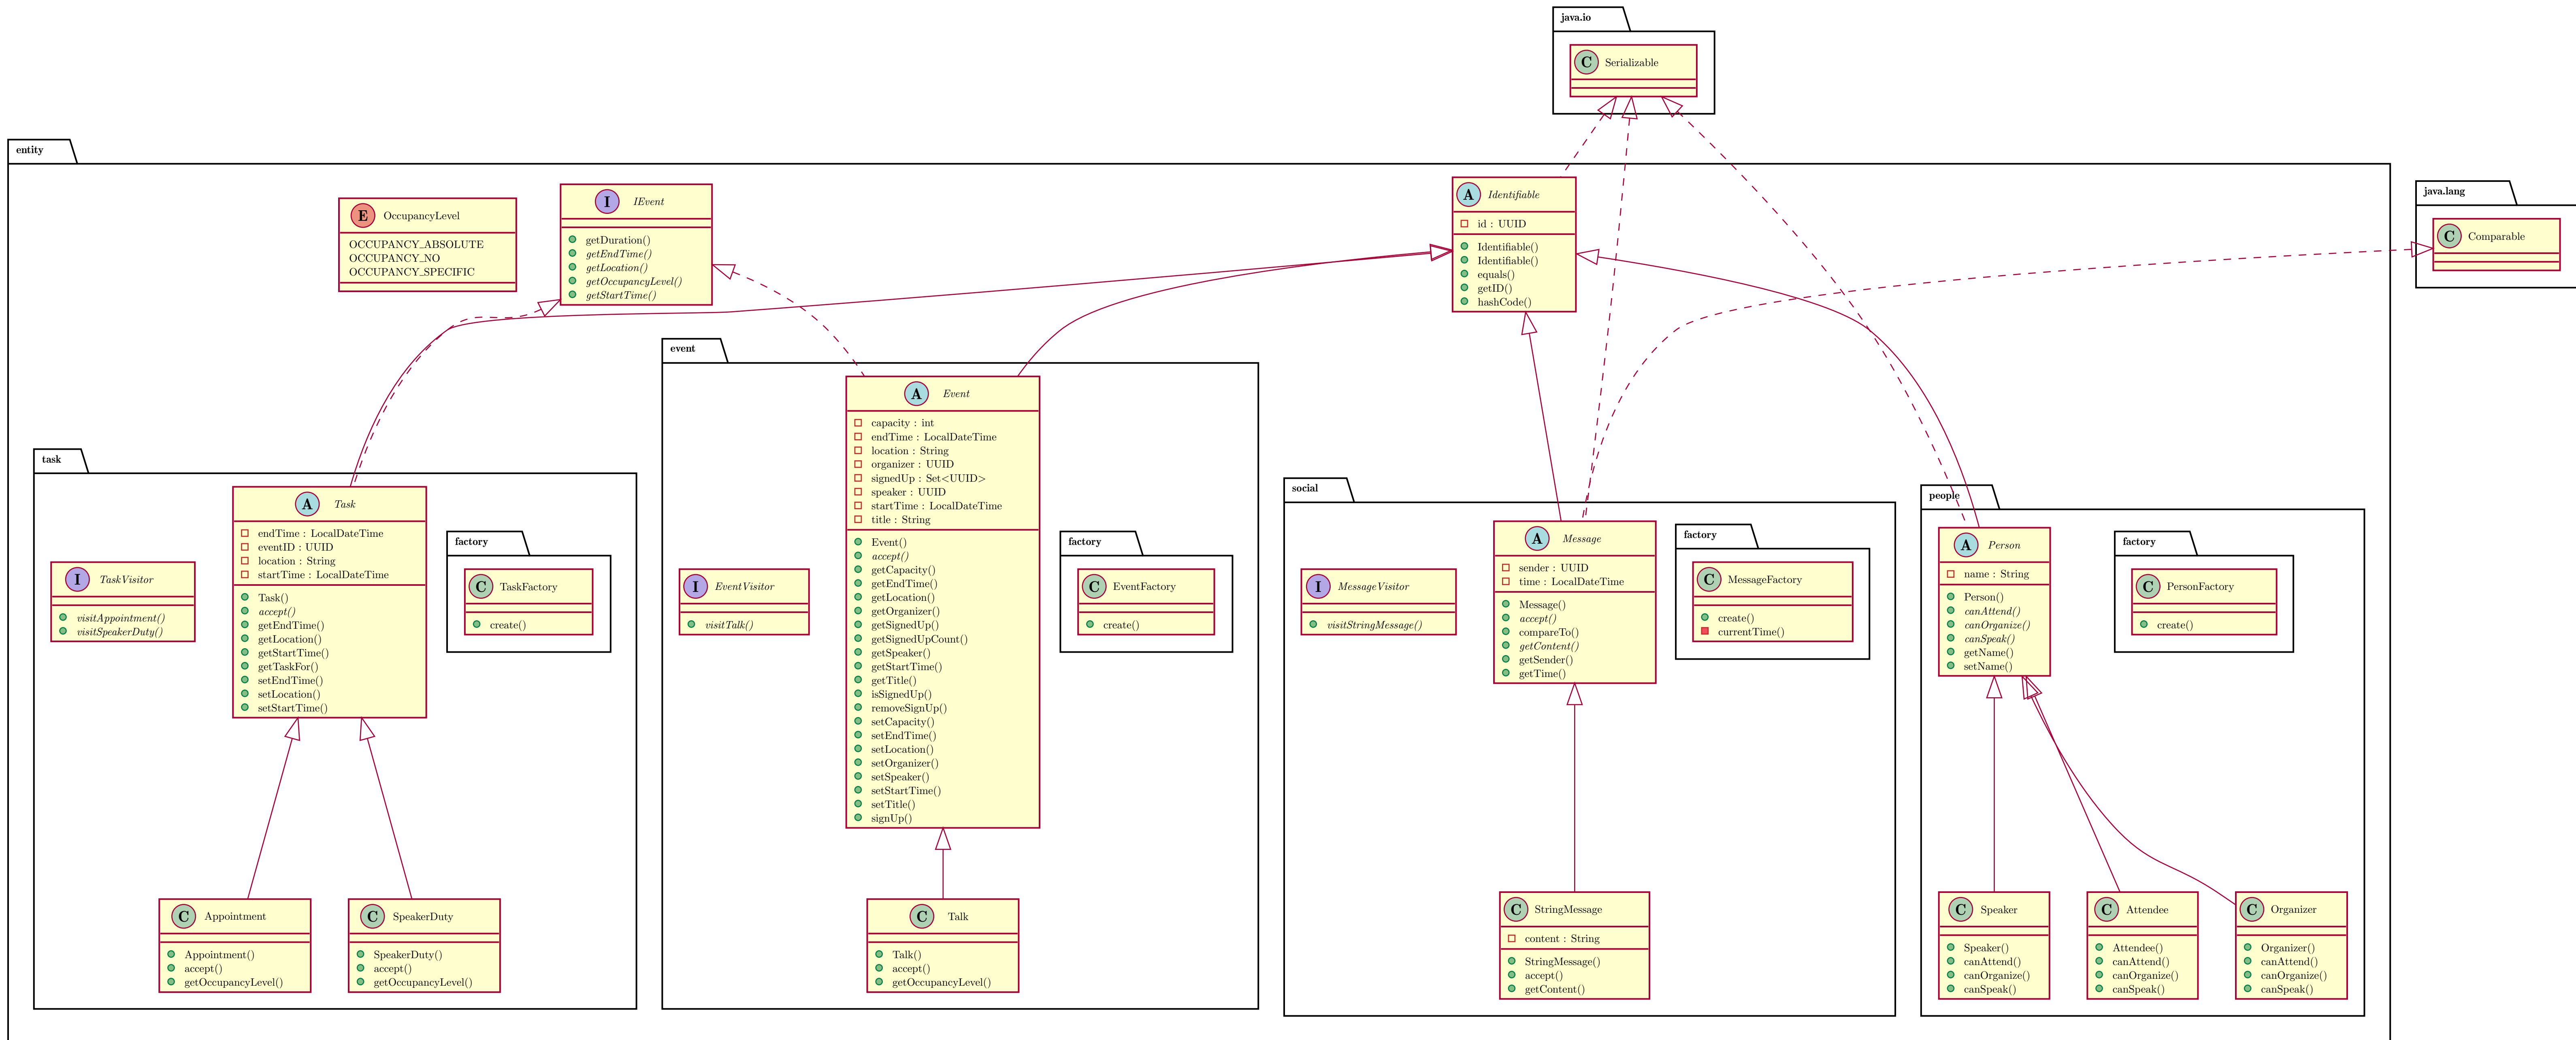 java.io
C Serializable
entity
E OccupancyLevel
OCCUPANCY_ABSOLUTE
OCCUPANCY_NO
OCCUPANCY_SPECIFIC
I IEvent
getDuration()
getEndTime()
getLocation()
getOccupancyLevel()
getStartTime()
A Identifiable
id : UUID
Identifiable()
Identifiable()
equals()
getID()
hashCode()
java.lang
C Comparable
task
I TaskVisitor
visitAppointment()
visitSpeakerDuty()
A Task
endTime : LocalDateTime
eventID : UUID
location : String
startTime : LocalDateTime
Task()
accept()
getEndTime()
getLocation()
getStartTime()
getTaskFor()
setEndTime()
setLocation()
setStartTime()
factory
C TaskFactory
create()
C Appointment
Appointment()
accept()
getOccupancyLevel()
C SpeakerDuty
SpeakerDuty()
accept()
getOccupancyLevel()
event
I EventVisitor
visitTalk()
A Event
capacity : int
endTime : LocalDateTime
location : String
organizer : UUID
signedUp : Set<UUID>
speaker : UUID
startTime : LocalDateTime
title : String
Event()
accept()
getCapacity()
getEndTime()
getLocation()
getOrganizer()
getSignedUp()
getSignedUpCount()
getSpeaker()
getStartTime()
getTitle()
isSignedUp()
removeSignUp()
setCapacity()
setEndTime()
setLocation()
setOrganizer()
setSpeaker()
setStartTime()
setTitle()
signUp()
factory
C EventFactory
create()
C Talk
Talk()
accept()
getOccupancyLevel()
social
I MessageVisitor
visitStringMessage()
A Message
sender : UUID
time : LocalDateTime
Message()
accept()
compareTo()
getContent()
getSender()
getTime()
factory
C MessageFactory
create()
currentTime()
C StringMessage
content : String
StringMessage()
accept()
getContent()
people
A Person
name : String
Person()
canAttend()
canOrganize()
canSpeak()
getName()
setName()
factory
C PersonFactory
create()
C Speaker
Speaker()
canAttend()
canOrganize()
canSpeak()
C Attendee
Attendee()
canAttend()
canOrganize()
canSpeak()
C Organizer
Organizer()
canAttend()
canOrganize()
canSpeak()